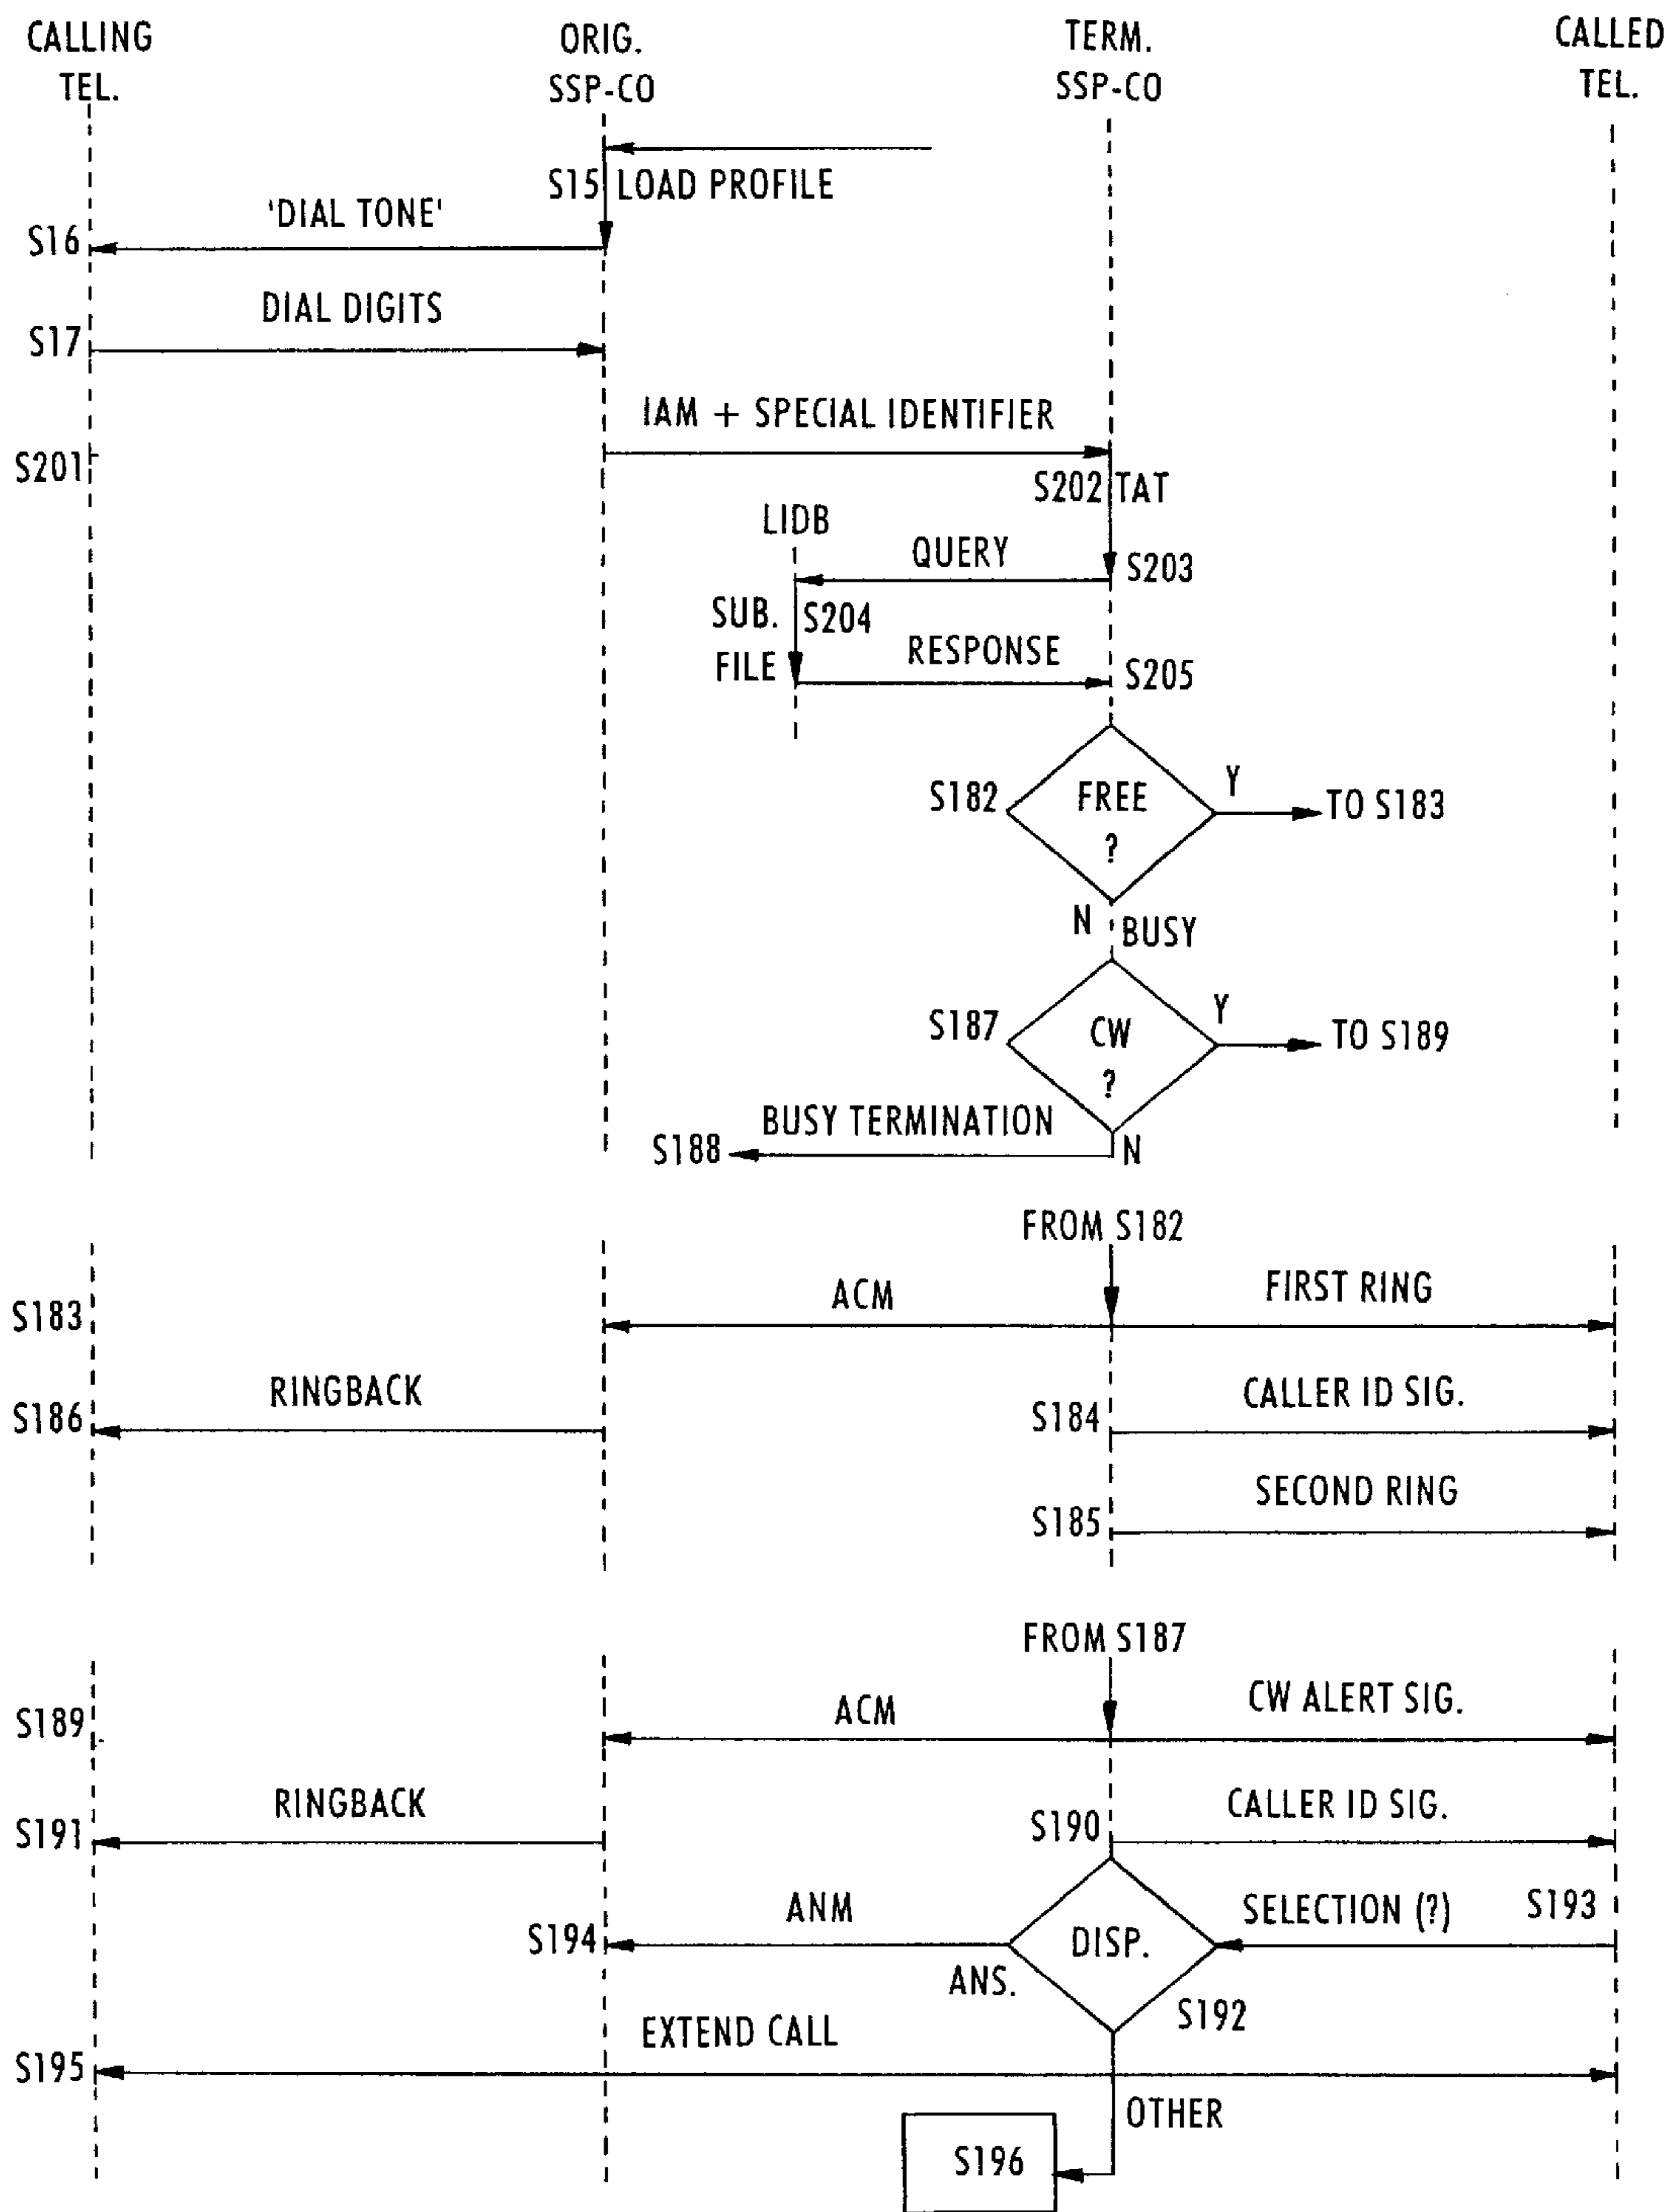 CALLING TEL.
ORIG. SSP-CO
TERM. SSP-CO
CALLED TEL.
S15 LOAD PROFILE
'DIAL TONE'
S16
DIAL DIGITS
S17
IAM + SPECIAL IDENTIFIER
S201
S202 TAT
LIDB
QUERY
S203
SUB. FILE
S204
RESPONSE
S205
S182
FREE ?
Y
TO S183
N
BUSY
S187
CW ?
Y
TO S189
BUSY TERMINATION
S188
N
FROM S182
S183
ACM
FIRST RING
S186
RINGBACK
S184
CALLER ID SIG.
S185
SECOND RING
FROM S187
S189
ACM
CW ALERT SIG.
S191
RINGBACK
S190
CALLER ID SIG.
S194
ANM
DISP.
SELECTION (?)
S193
ANS.
S192
EXTEND CALL
S195
OTHER
S196